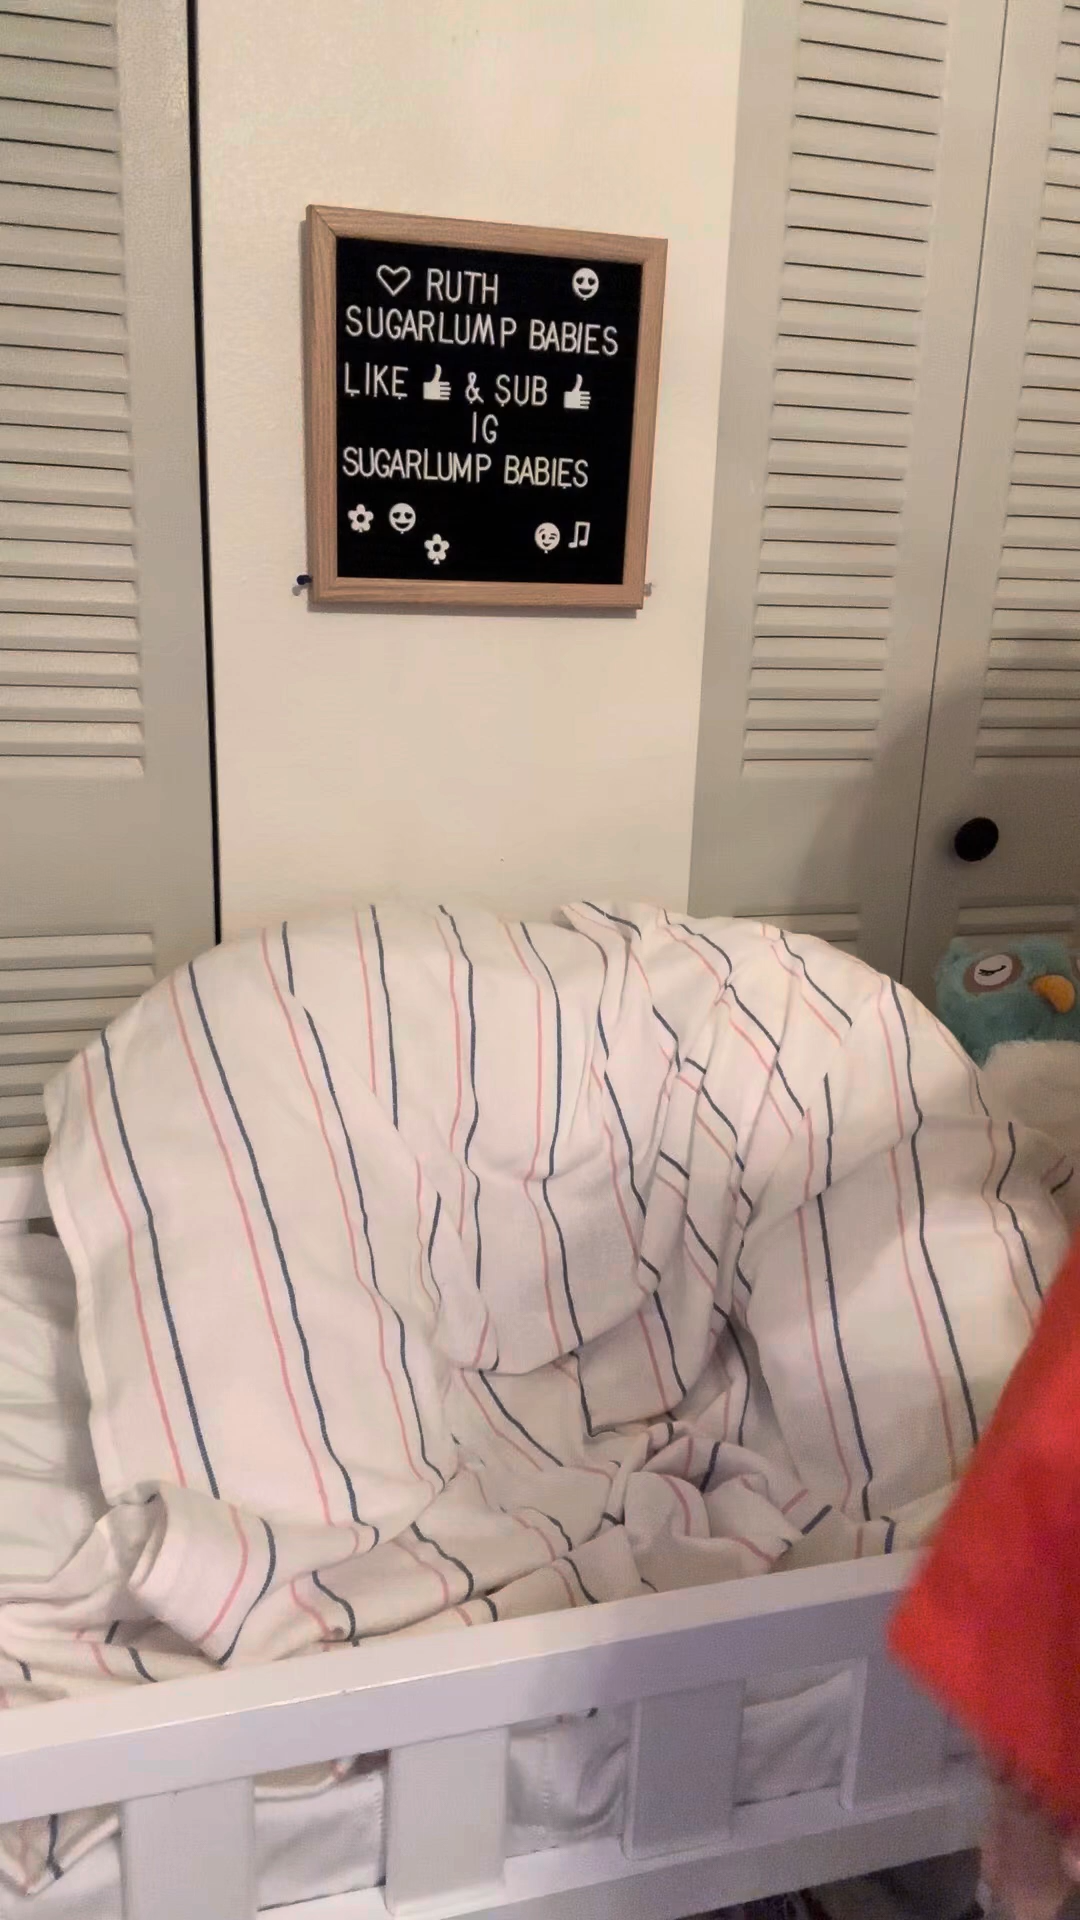 ♡ RUTH
SUGARLUMP BABIES
LIKE 👍 & SUB 👍
IG
SUGARLUMP BABIES